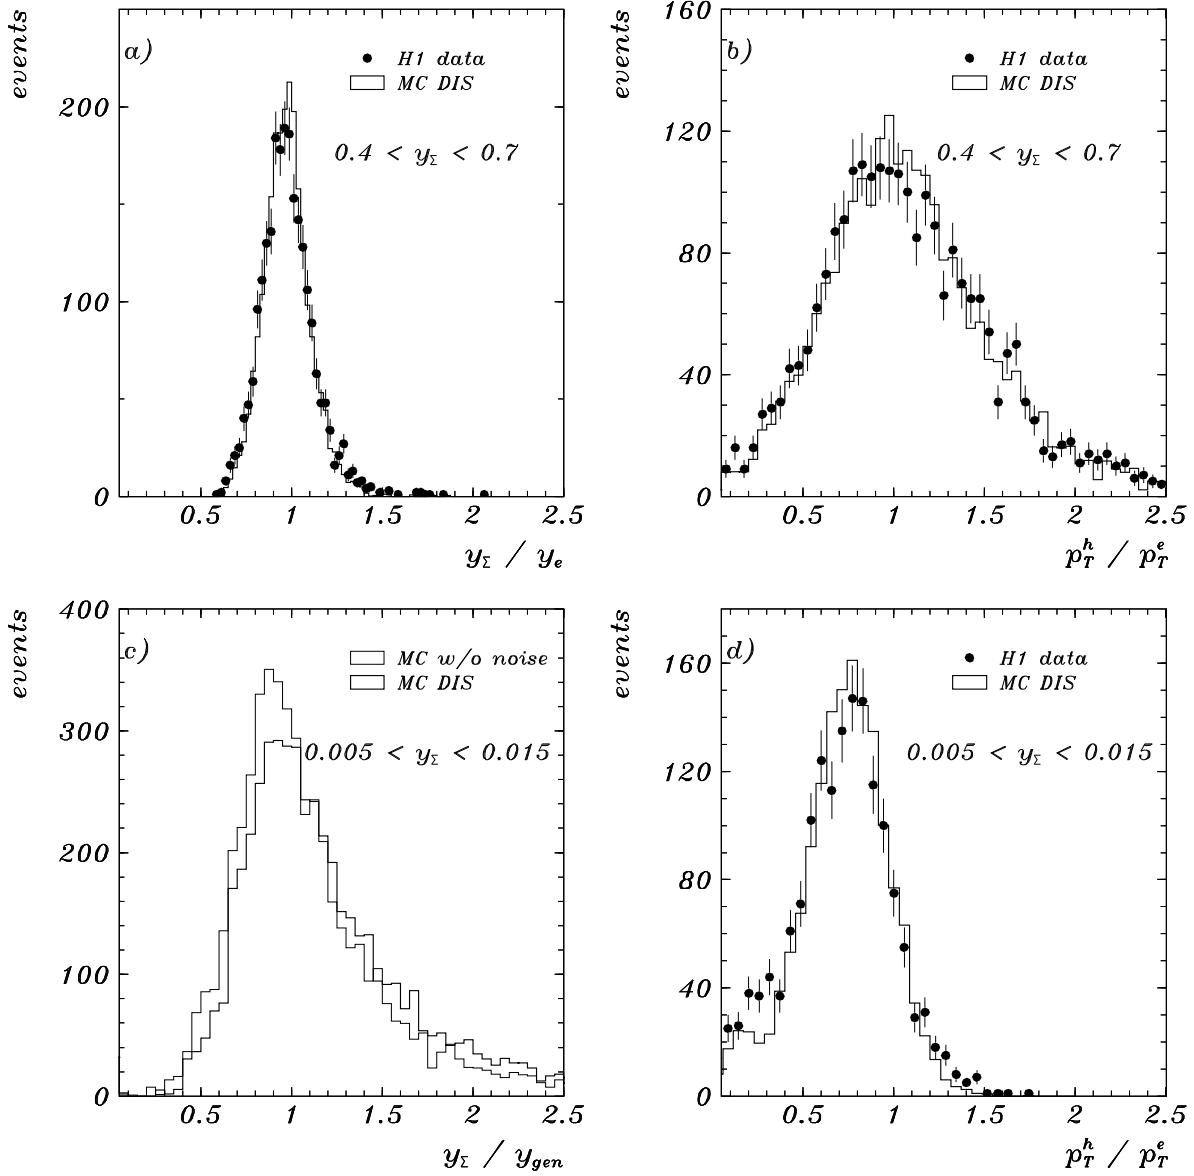 events
a)
H1 data
MC DIS
0.4 < y_Σ < 0.7
200
100
0
0.5 1 1.5 2 2.5
y_Σ / y_e
events
160
b)
H1 data
MC DIS
0.4 < y_Σ < 0.7
120
80
40
0
0.5 1 1.5 2 2.5
p_T^h / p_T^e
events
400
c)
MC w/o noise
MC DIS
0.005 < y_Σ < 0.015
300
200
100
0
0.5 1 1.5 2 2.5
y_Σ / y_gen
events
d)
H1 data
MC DIS
0.005 < y_Σ < 0.015
160
120
80
40
0
0.5 1 1.5 2 2.5
p_T^h / p_T^e